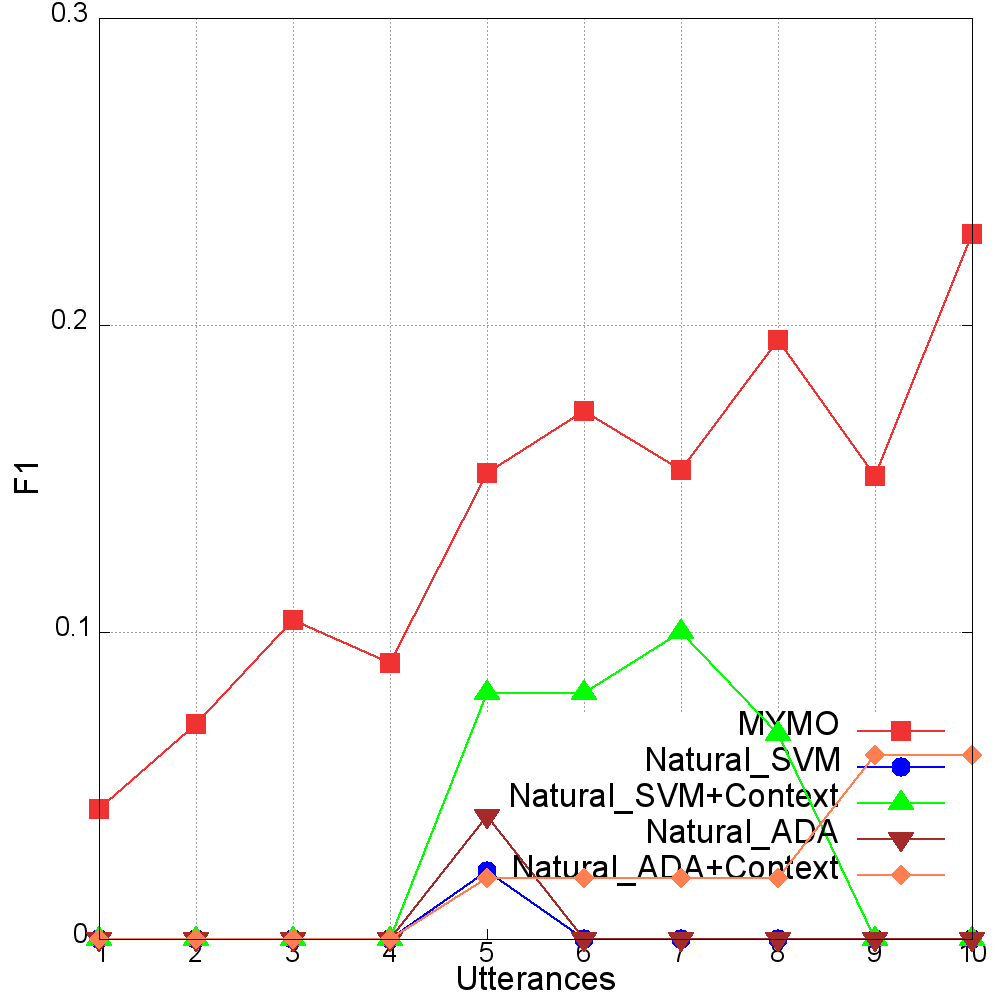 0.3
0.2
0.1
0
F1
MYMO
Natural_SVM
Natural_SVM+Context
Natural_ADA
Natural_ADA+Context
1 2 3 4 5 6 7 8 9 10
Utterances